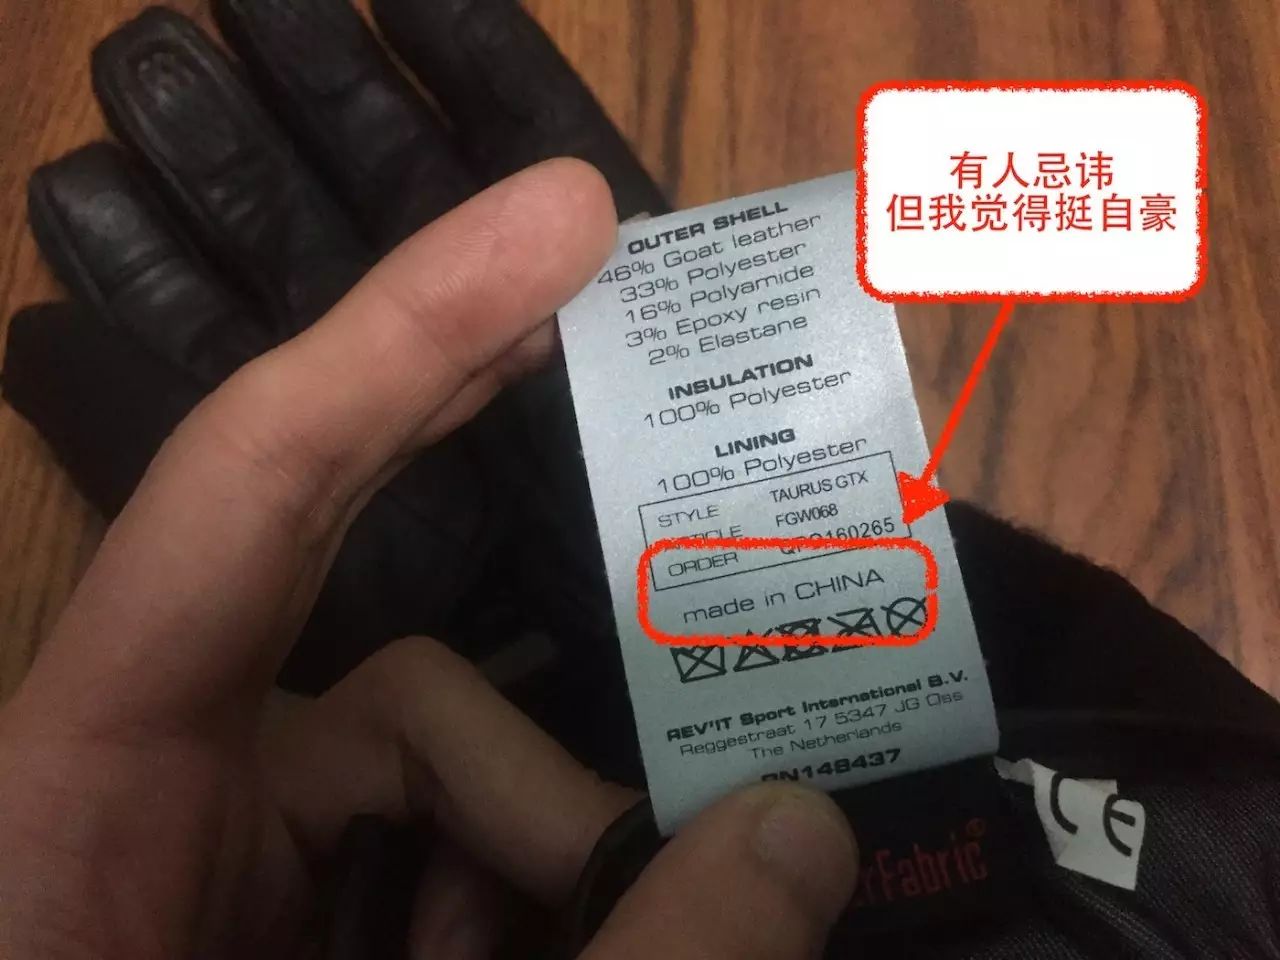 有人忌讳
但我觉得挺自豪
OUTER SHELL
46% Goat leather
33% Polyester
16% Polyamide
3% Epoxy resin
2% Elastane
INSULATION
100% Polyester
LINING
100% Polyester
STYLE TAURUS GTX
FGW068
ORDER
made in CHINA
REV'IT Sport International B.V.
Reggestraat 17 5347 JG Oss
The Netherlands
RN148437
CE